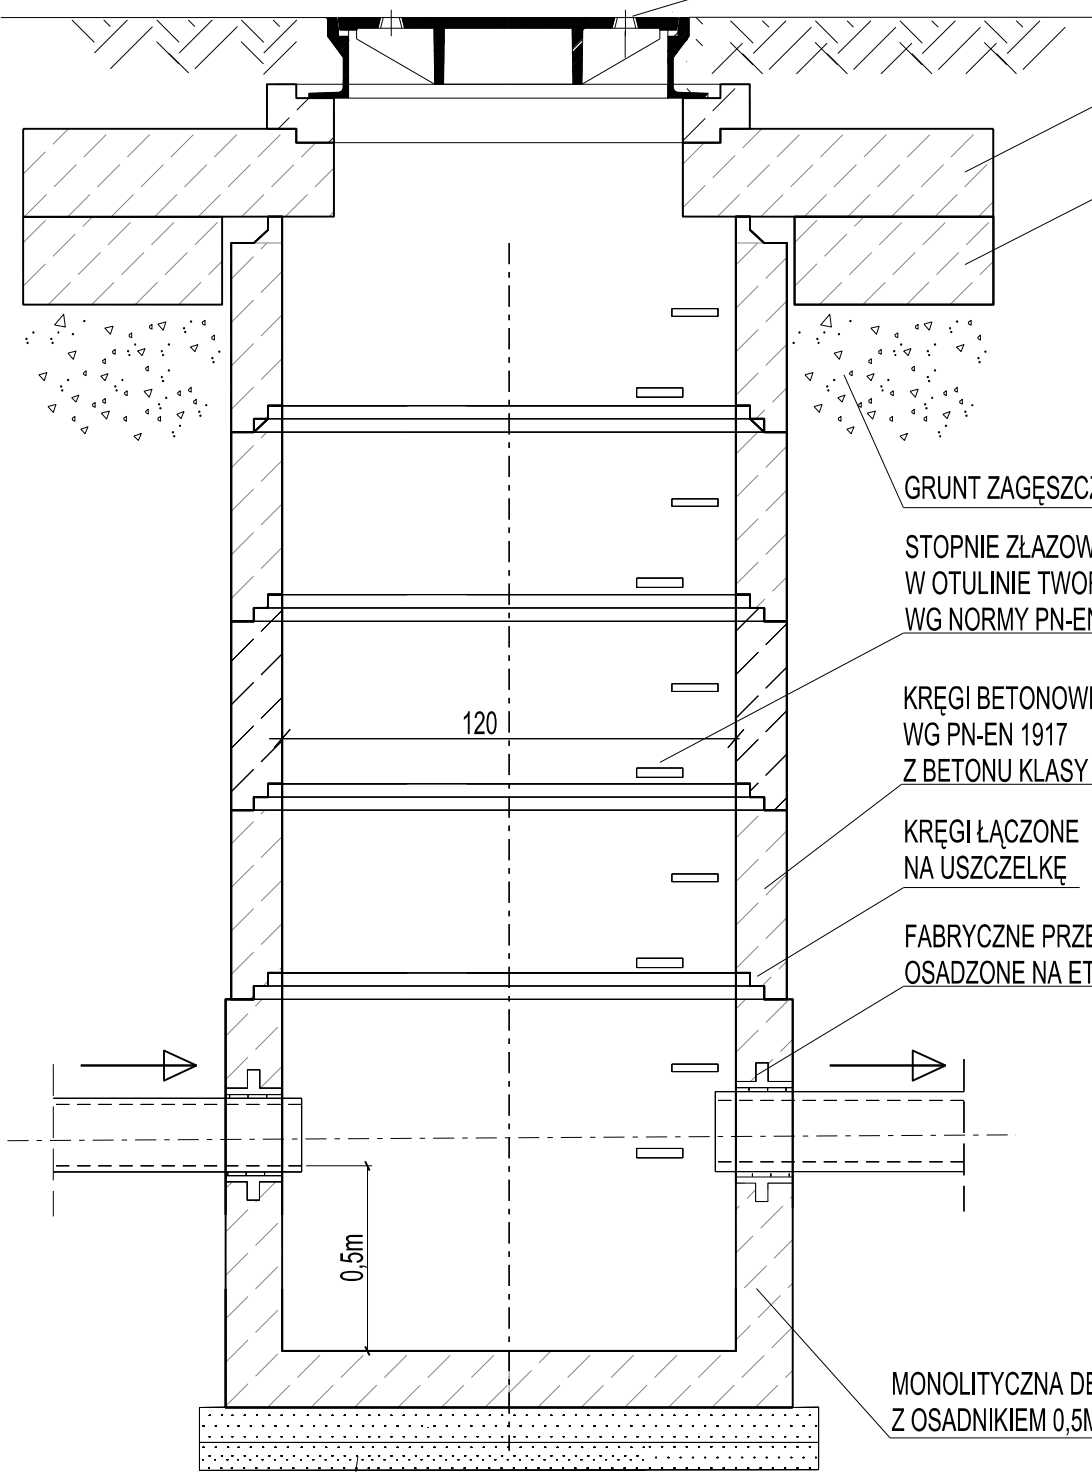 GRUNT ZAGĘSZCZ
STOPNIE ZŁAZOW
W OTULINIE TWOR
WG NORMY PN-EN
120
KRĘGI BETONOWE
WG PN-EN 1917
Z BETONU KLASY
KRĘGI ŁĄCZONE
NA USZCZELKĘ
FABRYCZNE PRZE
OSADZONE NA ET
0,5m
MONOLITYCZNA DE
Z OSADNIKIEM 0,5M